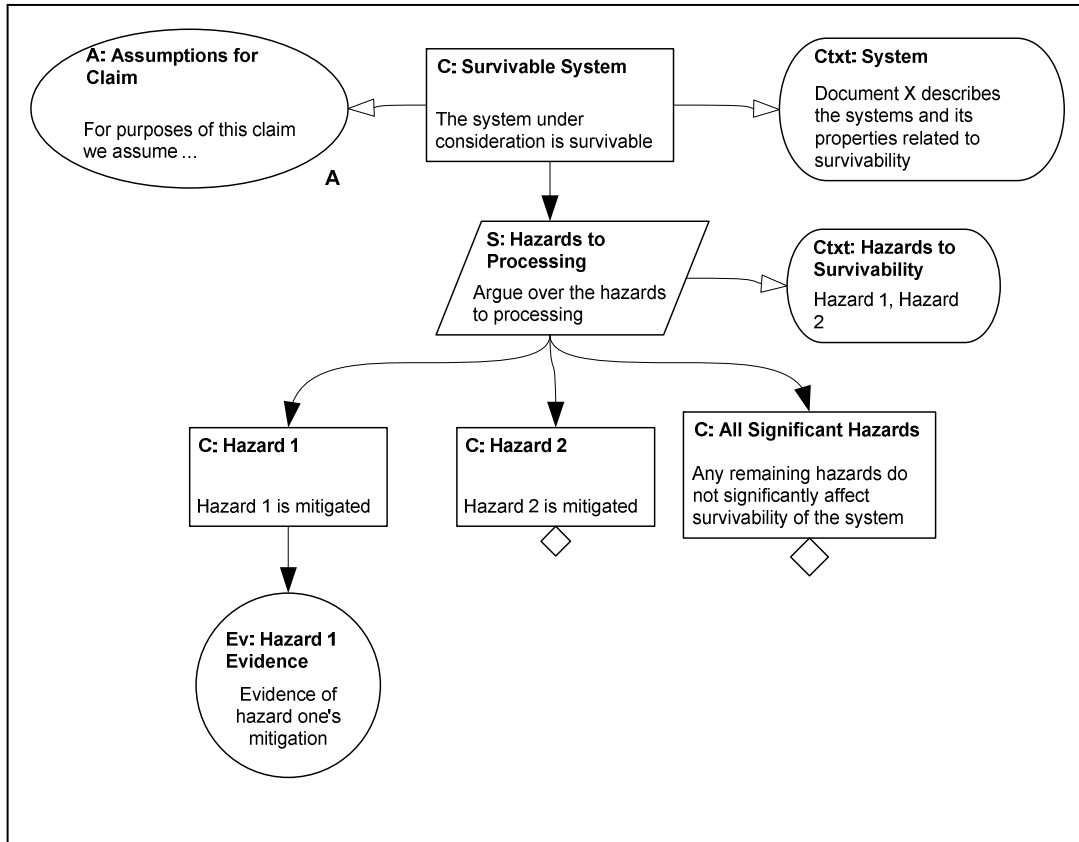 A: Assumptions for
Claim
For purposes of this claim
we assume ...
A
C: Survivable System
The system under
consideration is survivable
Ctxt: System
Document X describes
the systems and its
properties related to
survivability
S: Hazards to
Processing
Argue over the hazards
to processing
Ctxt: Hazards to
Survivability
Hazard 1, Hazard
2
C: Hazard 1
Hazard 1 is mitigated
C: Hazard 2
Hazard 2 is mitigated
C: All Significant Hazards
Any remaining hazards do
not significantly affect
survivability of the system
Ev: Hazard 1
Evidence
Evidence of
hazard one's
mitigation